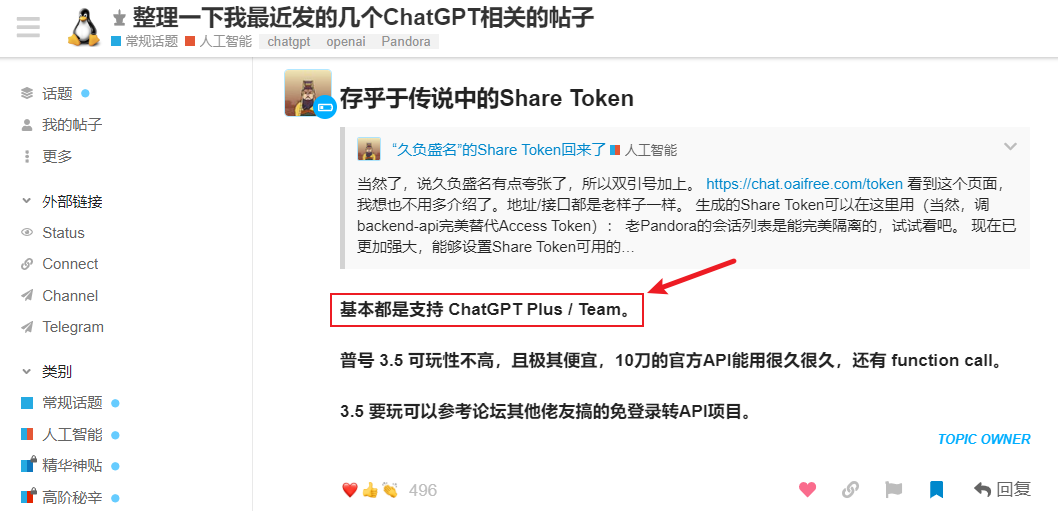 整理一下我最近发的几个ChatGPT相关的帖子
常规话题 人工智能 chatgpt openai Pandora
话题
我的帖子
更多
外部链接
Status
Connect
Channel
Telegram
类别
常规话题
人工智能
精华神贴
高阶秘辛
存乎于传说中的Share Token
“久负盛名”的Share Token回来了 人工智能
当然了，说久负盛名有点夸张了，所以双引号加上。 https://chat.oaifree.com/token 看到这个页面，
我想也不用多介绍了。地址/接口都是老样子一样。 生成的Share Token可以在这里用（当然，调
backend-api完美替代Access Token）： 老Pandora的会话列表是能完美隔离的，试试看吧。 现在已
更加强大，能够设置Share Token可用的…
基本都是支持 ChatGPT Plus / Team。
普号 3.5 可玩性不高，且极其便宜，10刀的官方API能用很久很久，还有 function call。
3.5 要玩可以参考论坛其他佬友搞的免登录转API项目。
TOPIC OWNER
496
回复